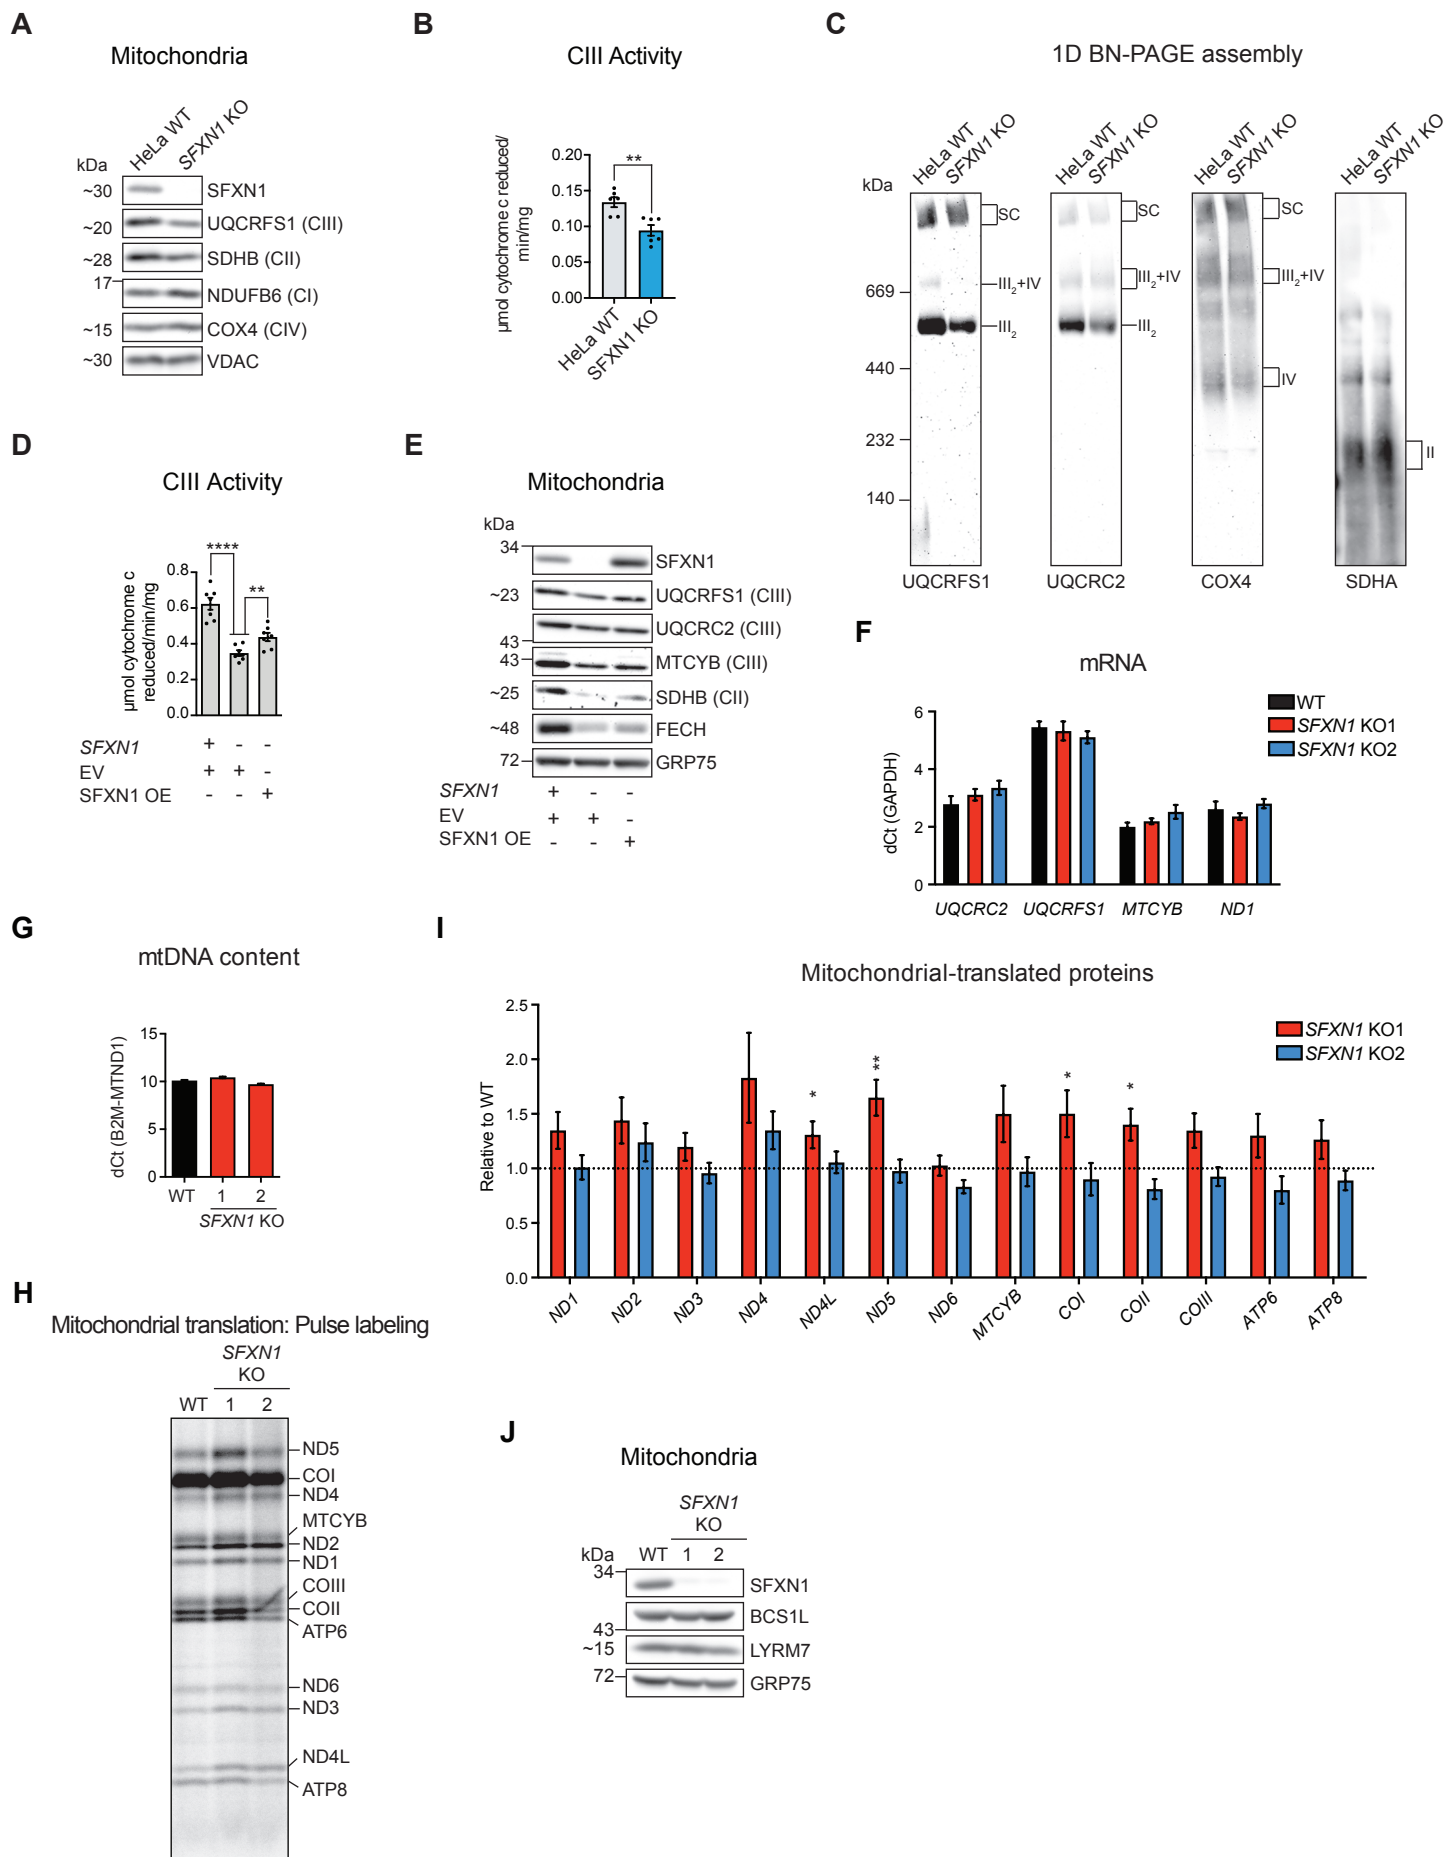 A
Mitochondria
HeLa WT
SFXN1 KO
kDa
~30
SFXN1
~20
UQCRFS1 (CIII)
~28
SDHB (CII)
17
NDUFB6 (CI)
~15
COX4 (CIV)
~30
VDAC
B
CIII Activity
µmol cytochrome c reduced/
min/mg
0.20
0.15
0.10
0.05
0.00
**
HeLa WT
SFXN1 KO
C
1D BN-PAGE assembly
HeLa WT
SFXN1 KO
HeLa WT
SFXN1 KO
HeLa WT
SFXN1 KO
HeLa WT
SFXN1 KO
kDa
669
440
232
140
SC
III2+IV
III2
SC
III2+IV
III2
SC
III2+IV
IV
II
UQCRFS1
UQCRC2
COX4
SDHA
D
CIII Activity
µmol cytochrome c
reduced/min/mg
0.8
0.6
0.4
0.2
0.0
****
**
SFXN1 + - -
EV + + -
SFXN1 OE - - +
E
Mitochondria
kDa
34
SFXN1
~23
UQCRFS1 (CIII)
UQCRC2 (CIII)
43
43
MTCYB (CIII)
~25
SDHB (CII)
~48
FECH
72
GRP75
SFXN1 + - -
EV + + -
SFXN1 OE - - +
F
mRNA
dCt (GAPDH)
6
4
2
0
WT
SFXN1 KO1
SFXN1 KO2
UQCRC2
UQCRFS1
MTCYB
ND1
G
mtDNA content
dCt (B2M-MTND1)
15
10
5
0
WT
1
2
SFXN1 KO
H
Mitochondrial translation: Pulse labeling
SFXN1
KO
WT 1 2
ND5
COI
ND4
MTCYB
ND2
ND1
COIII
COII
ATP6
ND6
ND3
ND4L
ATP8
I
Mitochondrial-translated proteins
Relative to WT
2.5
2.0
1.5
1.0
0.5
0.0
SFXN1 KO1
SFXN1 KO2
*
**
*
*
ND1
ND2
ND3
ND4
ND4L
ND5
ND6
MTCYB
COI
COII
COIII
ATP6
ATP8
J
Mitochondria
SFXN1
KO
kDa
WT 1 2
34
SFXN1
BCS1L
43
~15
LYRM7
72
GRP75